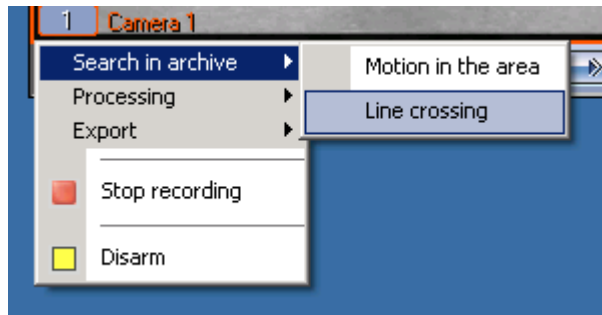 1 Camera 1
Search in archive
Motion in the area
Processing
Line crossing
Export
Stop recording
Disarm